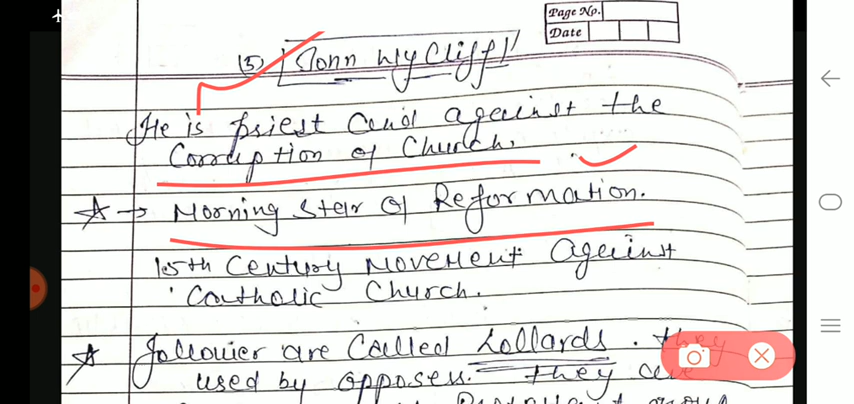 Page No.
Date
(5) John Wycliff
He is priest and against the
Corruption of Church.
→ Morning Star of Reformation.
15th Century Movement against
Catholic Church.
follower are called Lollards. They
used by opposers. They are